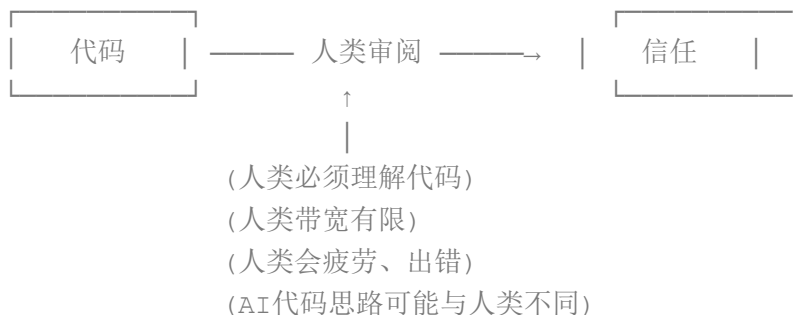 代码 人类审阅 → 信任
↑
(人类必须理解代码)
(人类带宽有限)
(人类会疲劳、出错)
(AI代码思路可能与人类不同)